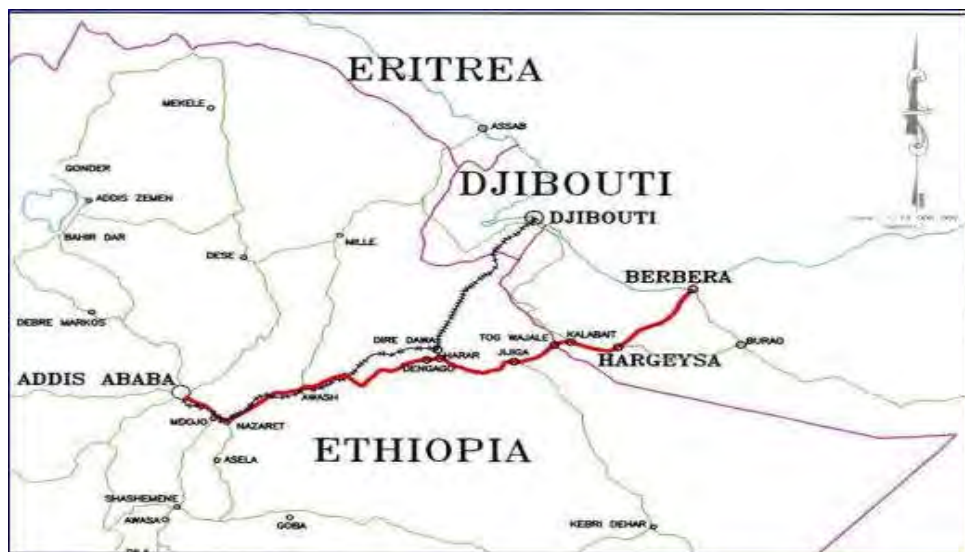 ERITREA
MEKELE
ASSAB
GONDER
DJIBOUTI
ADDIS ZEMEN
DJIBOUTI
BAHIR DAR
MILLE
DESE
BERBERA
DEBRE MARKOS
DIRE DAWA
TOG WAJALE
KALABAIT
BURAO
HARAR
HARGEYSA
DENGAGO
JIJIGA
ADDIS ABABA
AWASH
MDOJO
NAZARET
ETHIOPIA
ASELA
SHASHEMENE
AWASA
GOBA
KEBRI DEHAR